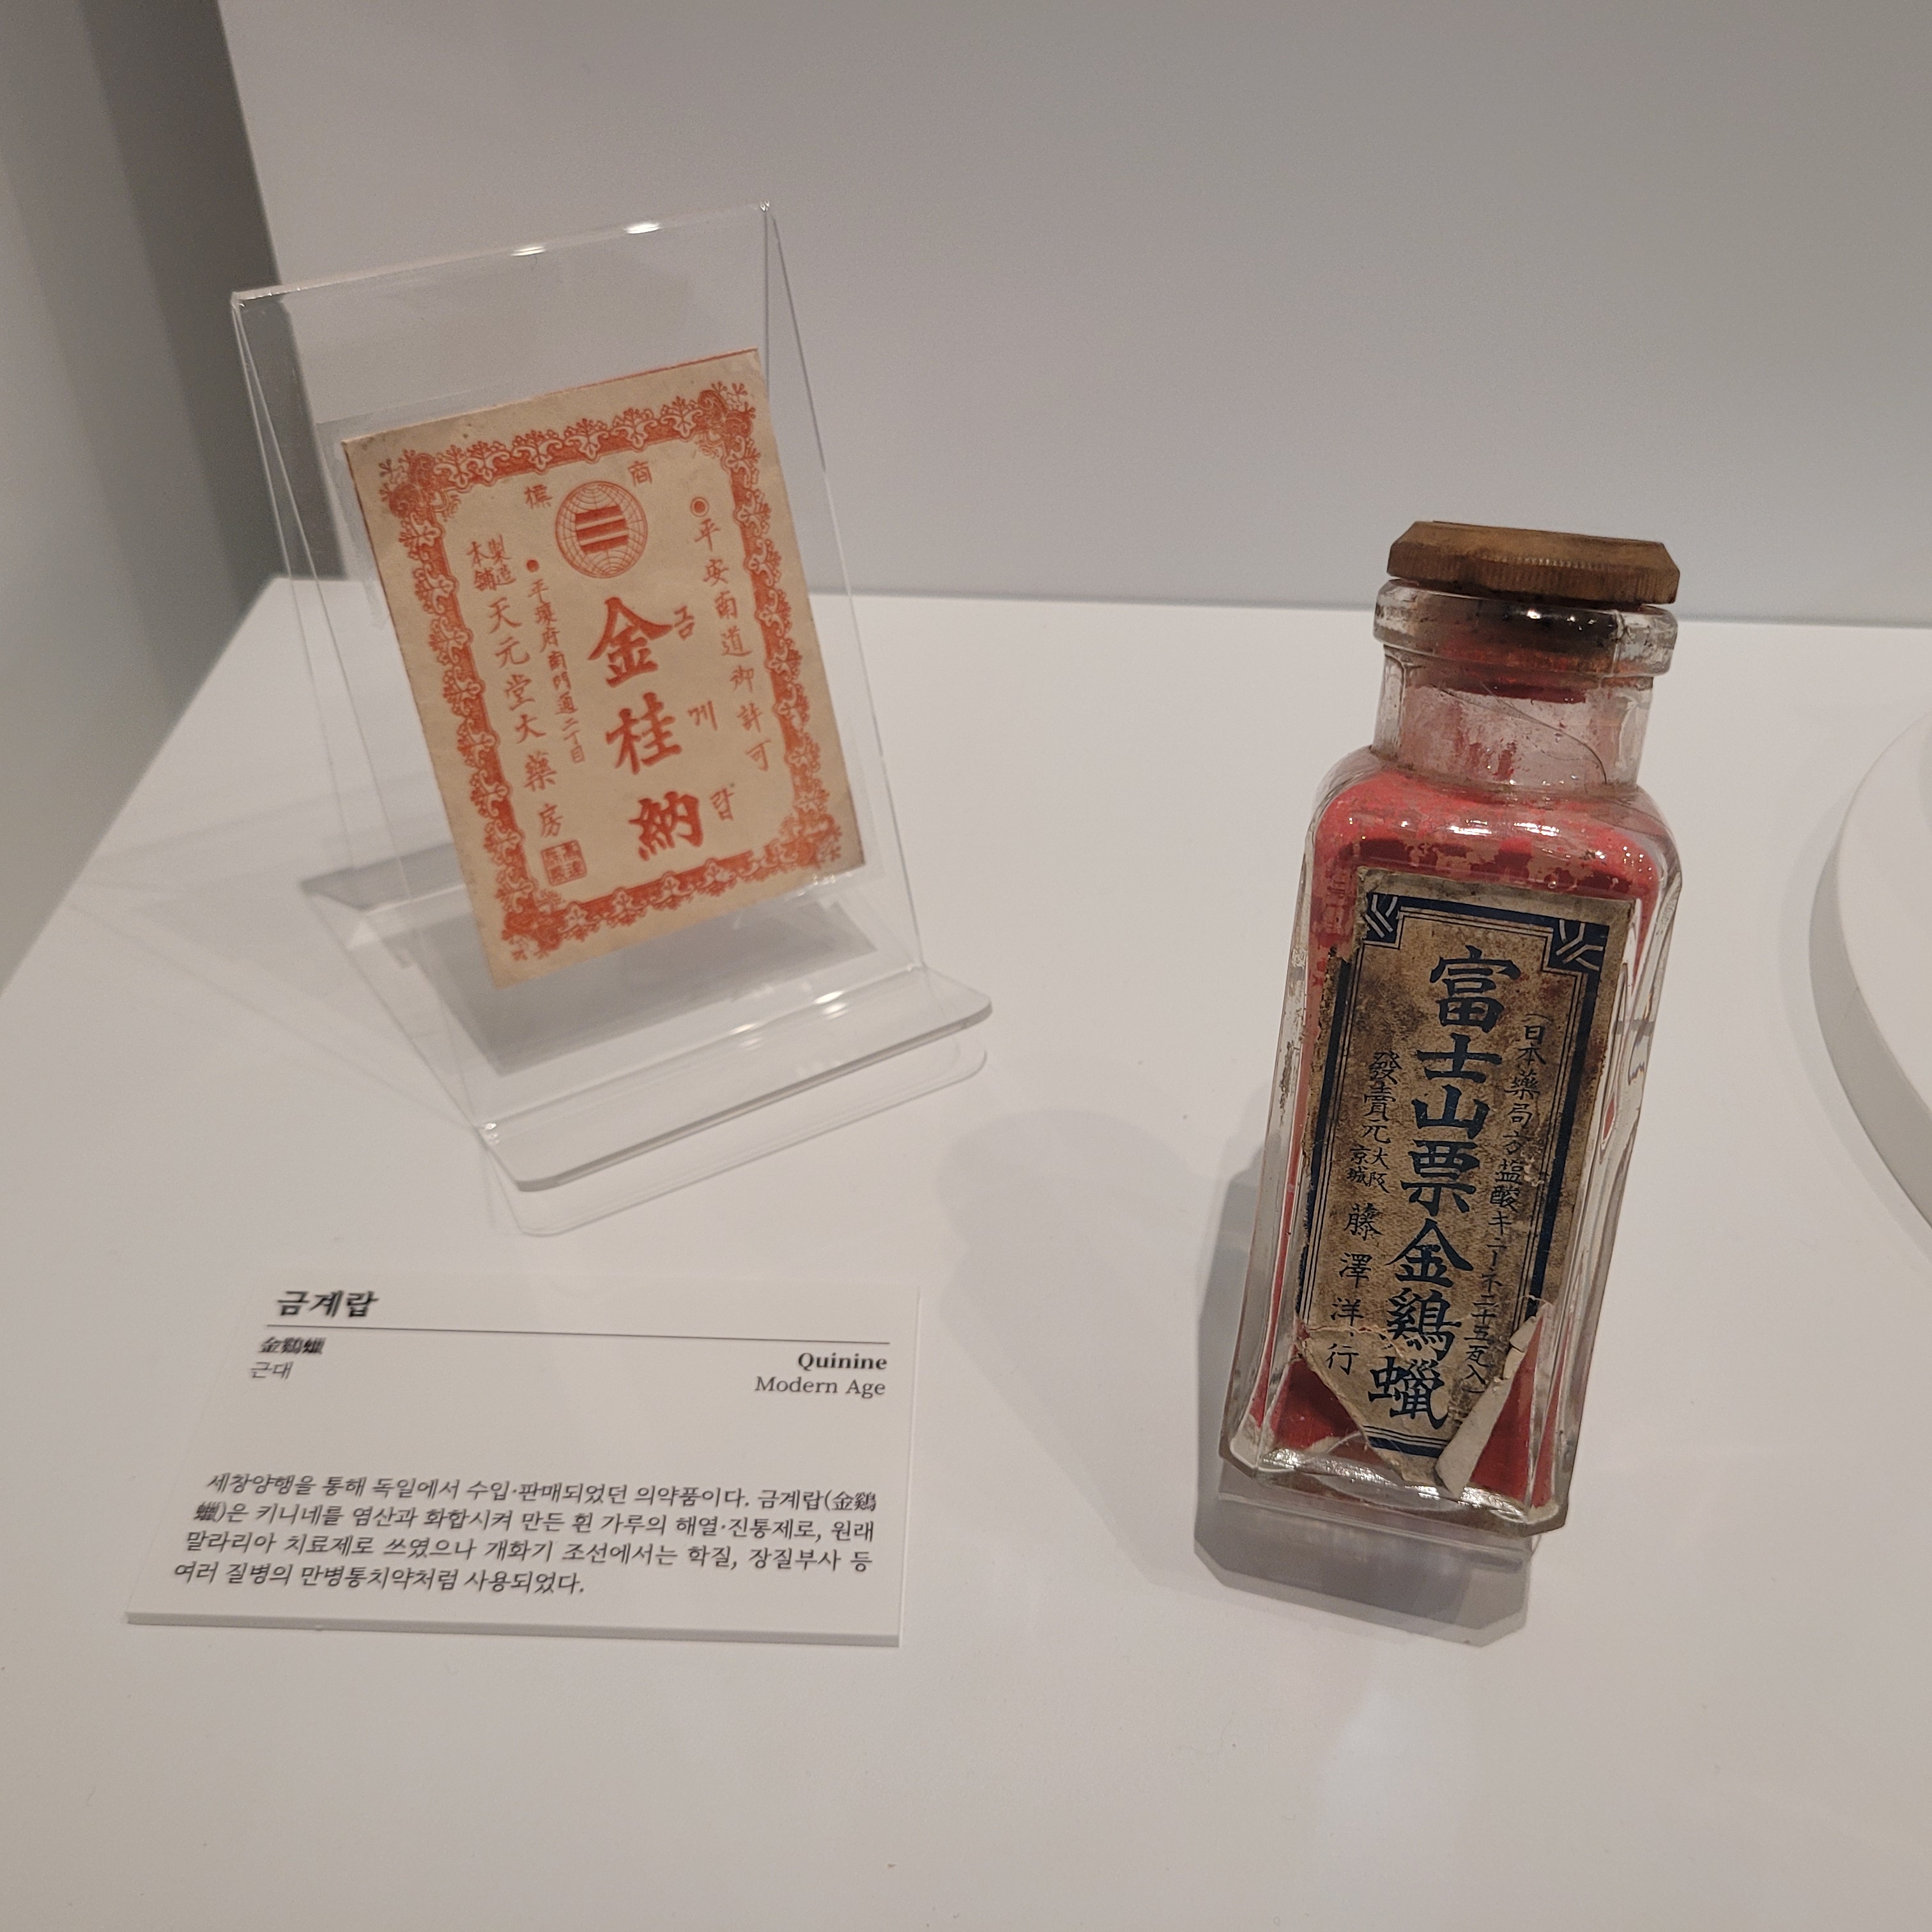 商標
●平安南道御許可
金桂納
금계랍
●平壤府南門通二丁目
製造本舗
天元堂大藥房
(日本藥局方塩酸キニーネ二十五瓦入)
富士山票金鷄蠟
發賣元
大阪
京城
藤澤洋行
금계랍
金鷄蠟
근대
Quinine
Modern Age
세창양행을 통해 독일에서 수입·판매되었던 의약품이다. 금계랍(金鷄
蠟)은 키니네를 염산과 화합시켜 만든 흰 가루의 해열·진통제로, 원래
말라리아 치료제로 쓰였으나 개화기 조선에서는 학질, 장질부사 등
여러 질병의 만병통치약처럼 사용되었다.